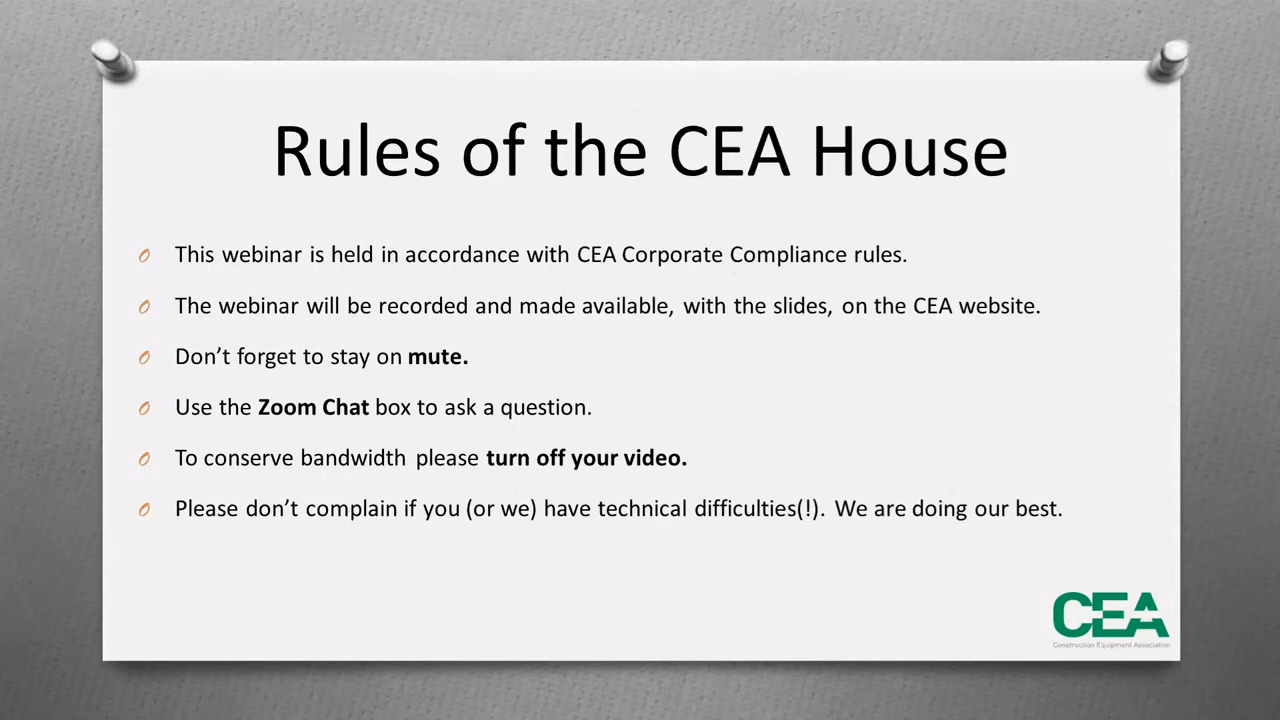 Rules of the CEA House
This webinar is held in accordance with CEA Corporate Compliance rules.
The webinar will be recorded and made available, with the slides, on the CEA website.
Don’t forget to stay on mute.
Use the Zoom Chat box to ask a question.
To conserve bandwidth please turn off your video.
Please don’t complain if you (or we) have technical difficulties(!). We are doing our best.
CEA
Construction Equipment Association